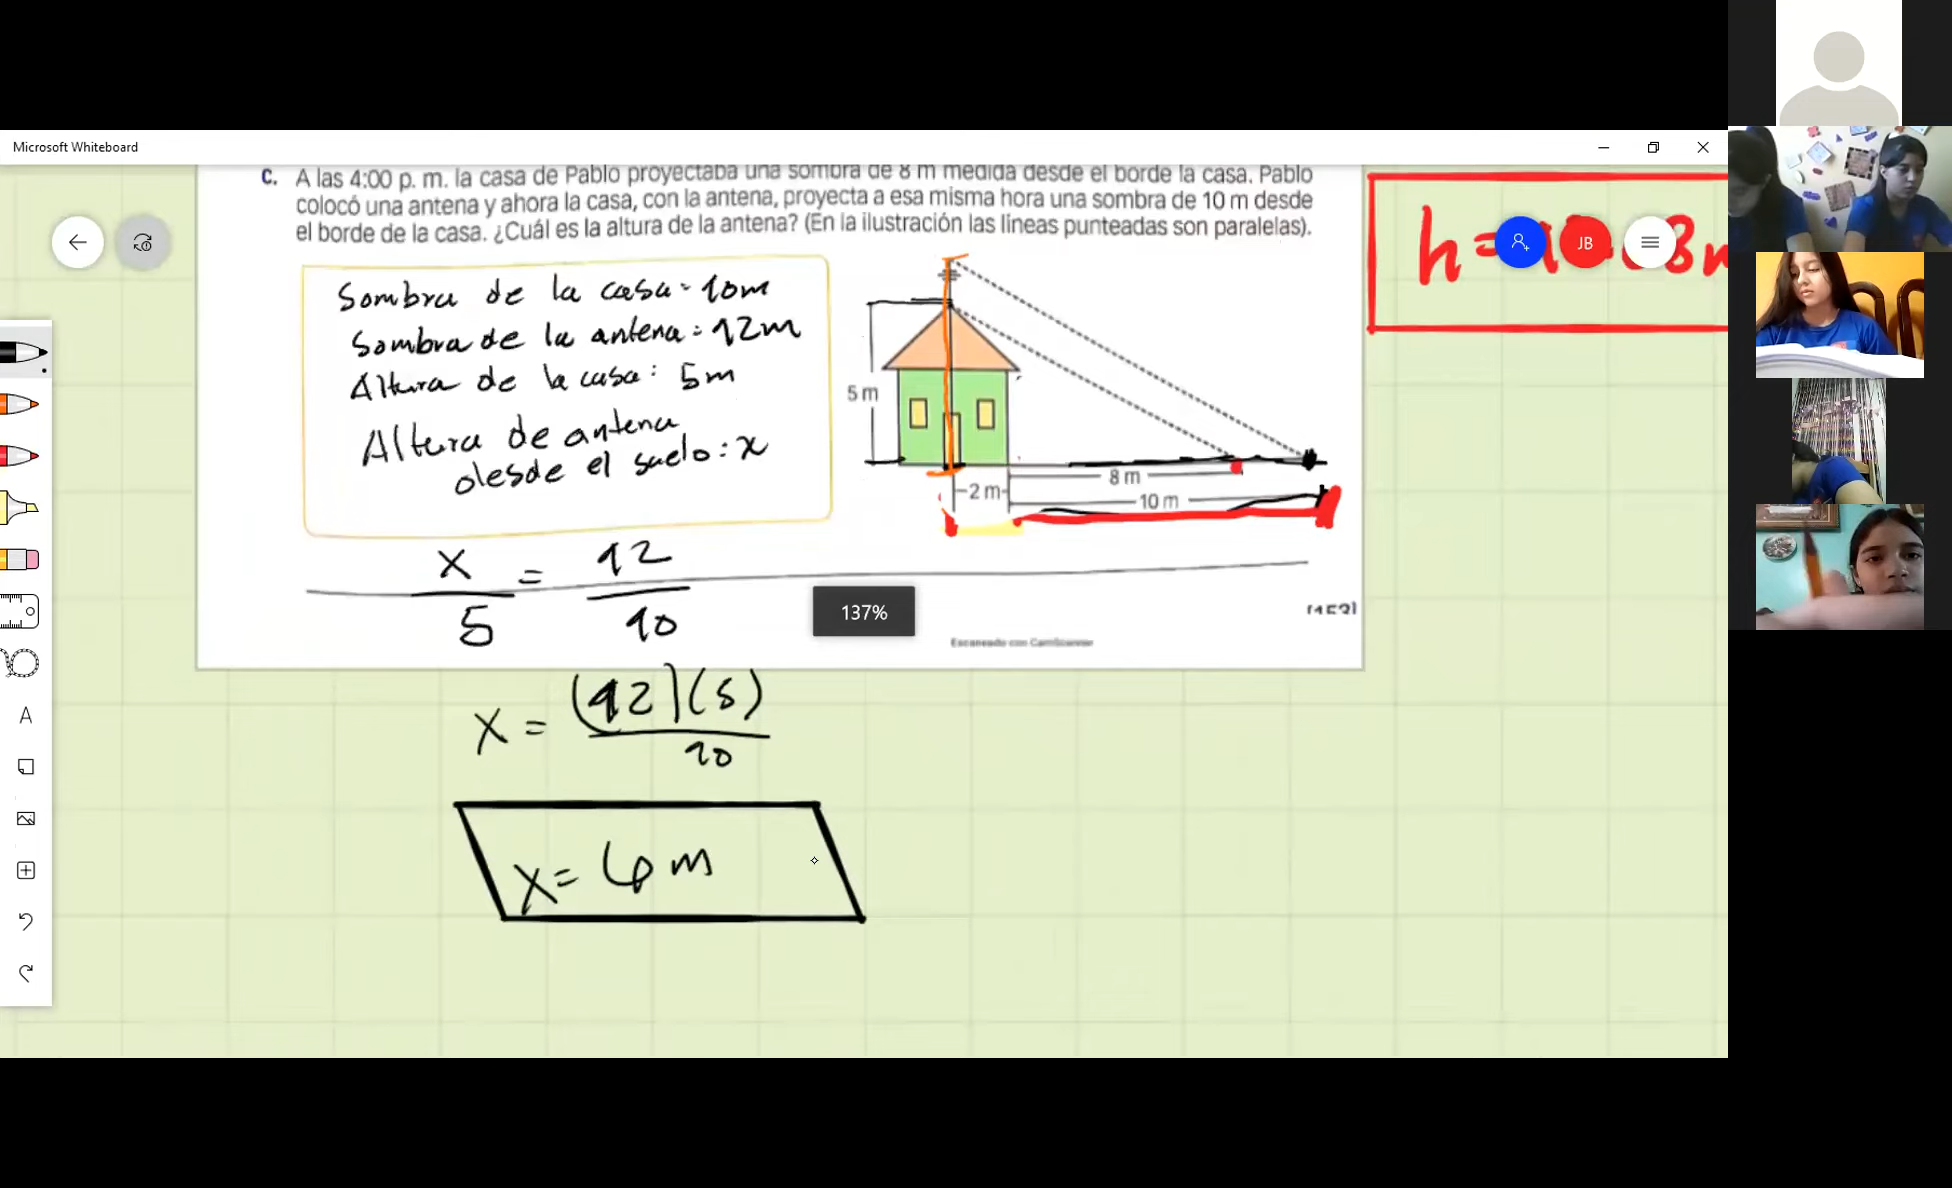 Microsoft Whiteboard
c. A las 4:00 p. m. la casa de Pablo proyectaba una sombra de 8 m medida desde el borde la casa. Pablo
colocó una antena y ahora la casa, con la antena, proyecta a esa misma hora una sombra de 10 m desde
el borde de la casa. ¿Cuál es la altura de la antena? (En la ilustración las líneas punteadas son paralelas).
h=
JB
Sombra de la casa: 10m
Sombra de la antena: 12m
Altura de la casa: 5m
Altura de antena
desde el suelo: x
5 m
8 m
2 m
10 m
x = 12
5 10
137%
Escaneado con CamScanner
x = (12)(5)
10
x= 6 m
A